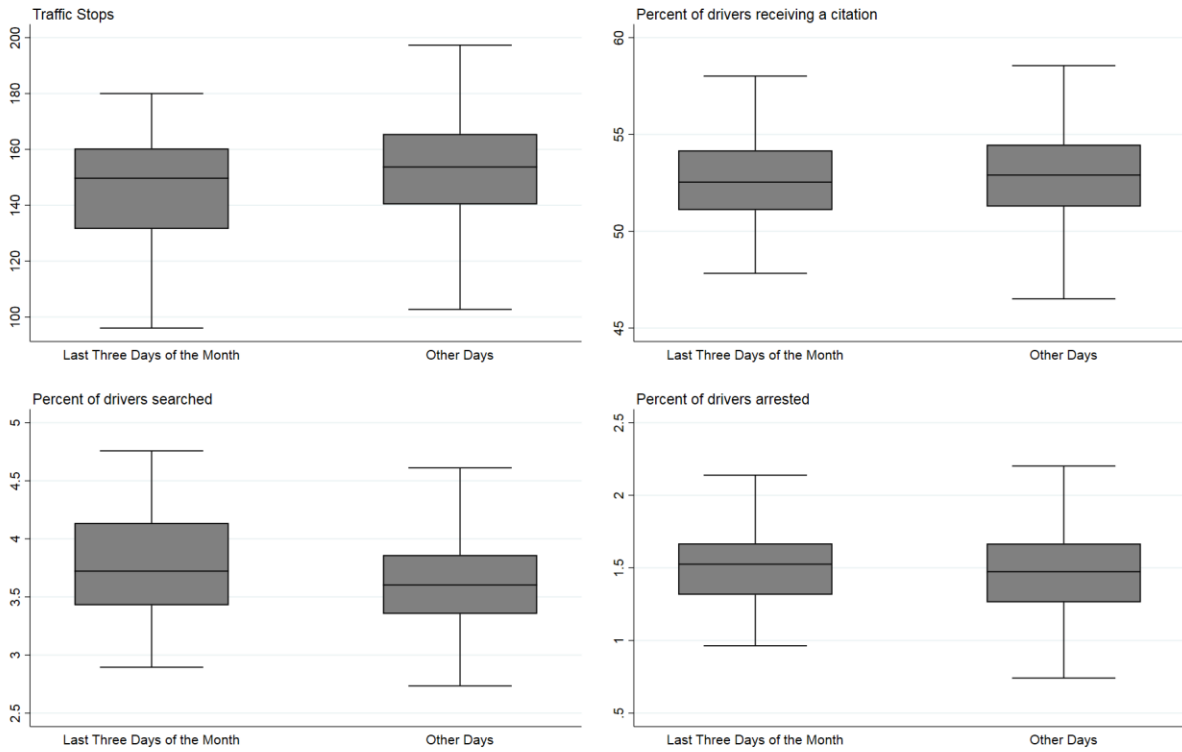 Traffic Stops
200
180
160
140
120
100
Last Three Days of the Month
Other Days
Percent of drivers receiving a citation
60
55
50
45
Last Three Days of the Month
Other Days
Percent of drivers searched
5
4.5
4
3.5
3
2.5
Last Three Days of the Month
Other Days
Percent of drivers arrested
2.5
2
1.5
1
.5
Last Three Days of the Month
Other Days